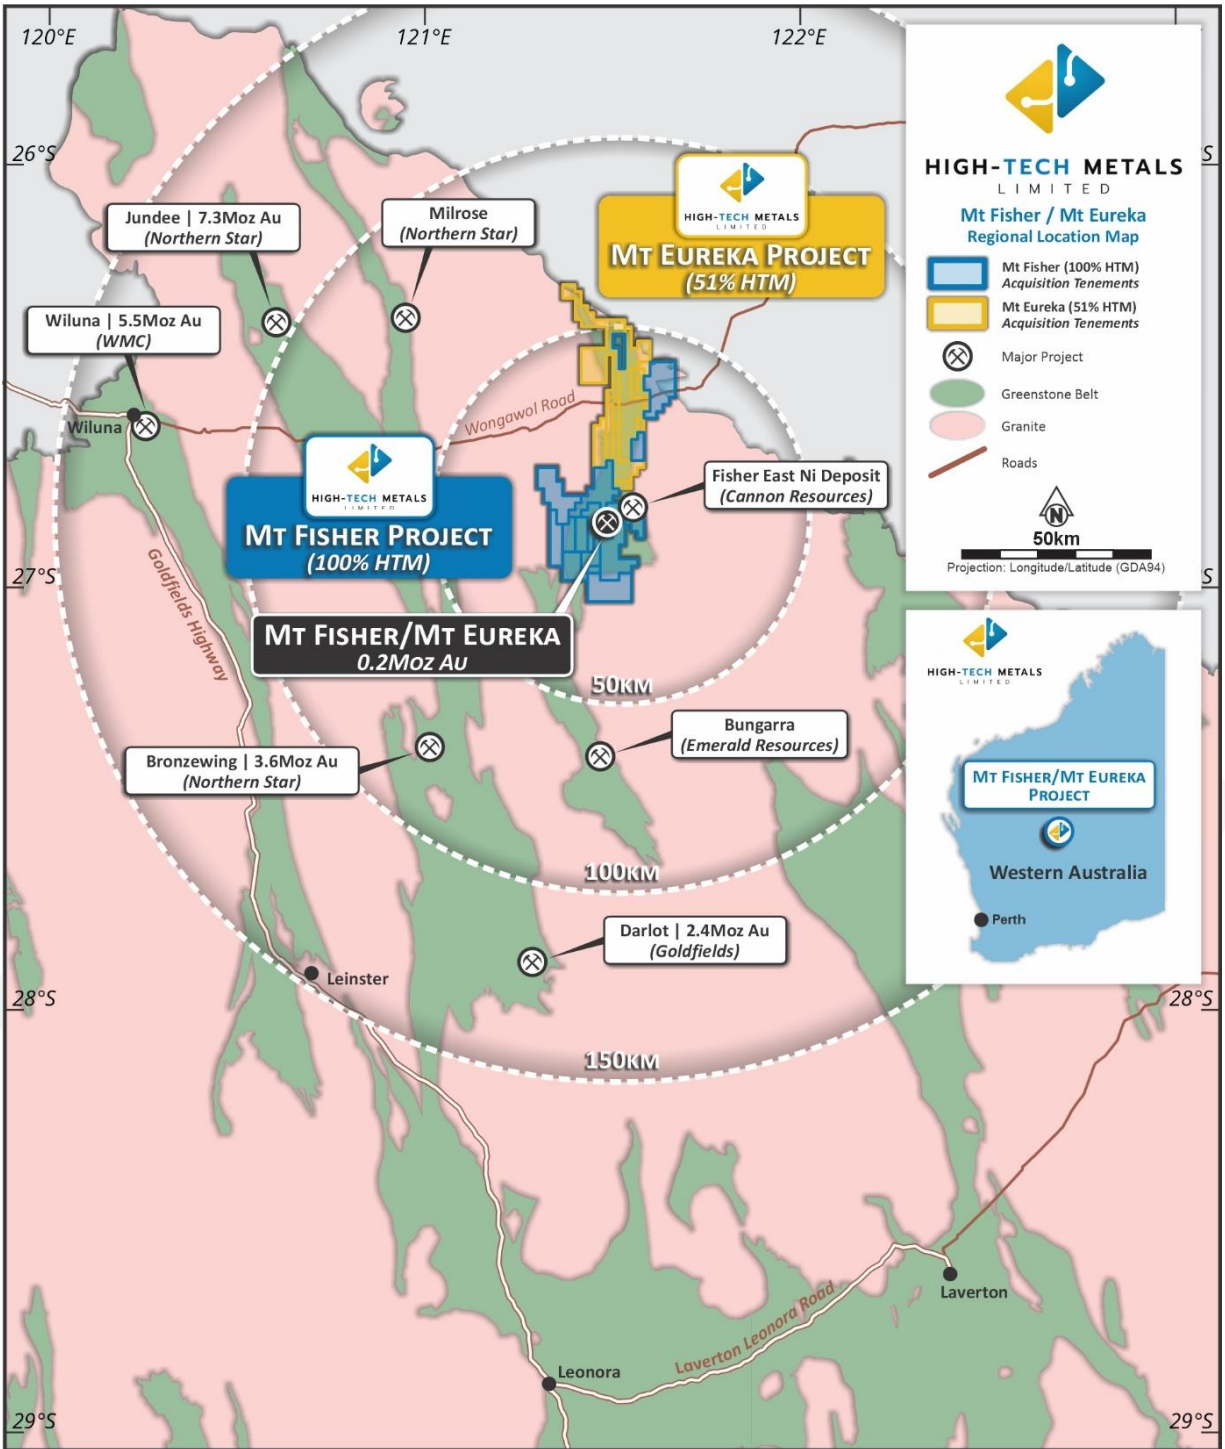 120°E
121°E
122°E
26°S
S
27°S
S
28°S
28°S
29°S
29°S
HIGH-TECH METALS
LIMITED
Mt Fisher / Mt Eureka
Regional Location Map
Mt Fisher (100% HTM)
Acquisition Tenements
Mt Eureka (51% HTM)
Acquisition Tenements
Major Project
Greenstone Belt
Granite
Roads
N
50km
Projection: Longitude/Latitude (GDA94)
HIGH-TECH METALS
LIMITED
MT EUREKA PROJECT
(51% HTM)
Jundee | 7.3Moz Au
(Northern Star)
Milrose
(Northern Star)
Wiluna | 5.5Moz Au
(WMC)
Wiluna
Wongawol Road
HIGH-TECH METALS
LIMITED
MT FISHER PROJECT
(100% HTM)
Fisher East Ni Deposit
(Cannon Resources)
Goldfields Highway
MT FISHER/MT EUREKA
0.2MOZ AU
50KM
Bungarra
(Emerald Resources)
Bronzewing | 3.6Moz Au
(Northern Star)
100KM
Darlot | 2.4Moz Au
(Goldfields)
Leinster
150KM
Laverton
Laverton Leonora Road
Leonora
HIGH-TECH METALS
LIMITED
MT FISHER/MT EUREKA
PROJECT
Western Australia
Perth